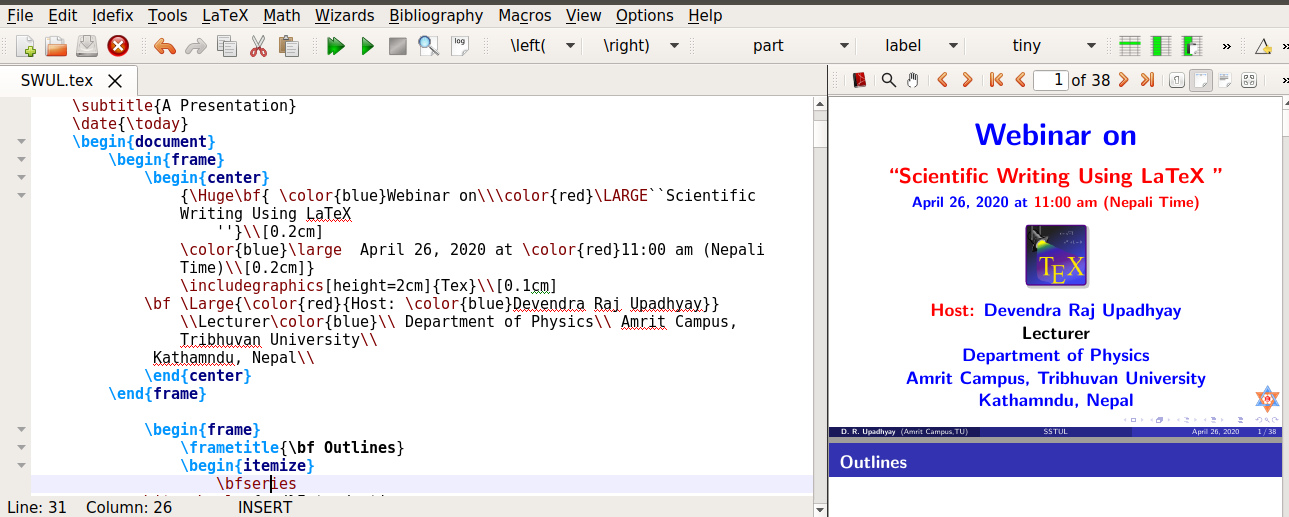 File Edit Idefix Tools LaTeX Math Wizards Bibliography Macros View Options Help
log \left( \right) part label tiny » »
SWUL.tex
1 of 38 »
\subtitle{A Presentation}
\date{\today}
\begin{document}
\begin{frame}
\begin{center}
{\Huge\bf{ \color{blue}Webinar on\\\color{red}\LARGE``Scientific
Writing Using LaTeX
''}\\[0.2cm]
\color{blue}\large  April 26, 2020 at \color{red}11:00 am (Nepali
Time)\\[0.2cm]}
\includegraphics[height=2cm]{Tex}\\[0.1cm]
\bf \Large{\color{red}{Host: \color{blue}Devendra Raj Upadhyay}}
\\Lecturer\color{blue}\\ Department of Physics\\ Amrit Campus,
Tribhuvan University\\
Kathamndu, Nepal\\
\end{center}
\end{frame}
\begin{frame}
\frametitle{\bf Outlines}
\begin{itemize}
\bfseries
Line: 31 Column: 26 INSERT
Webinar on
“Scientific Writing Using LaTeX ”
April 26, 2020 at 11:00 am (Nepali Time)
TEX
Host: Devendra Raj Upadhyay
Lecturer
Department of Physics
Amrit Campus, Tribhuvan University
Kathamndu, Nepal
D. R. Upadhyay (Amrit Campus,TU) SSTUL April 26, 2020 1 / 38
Outlines